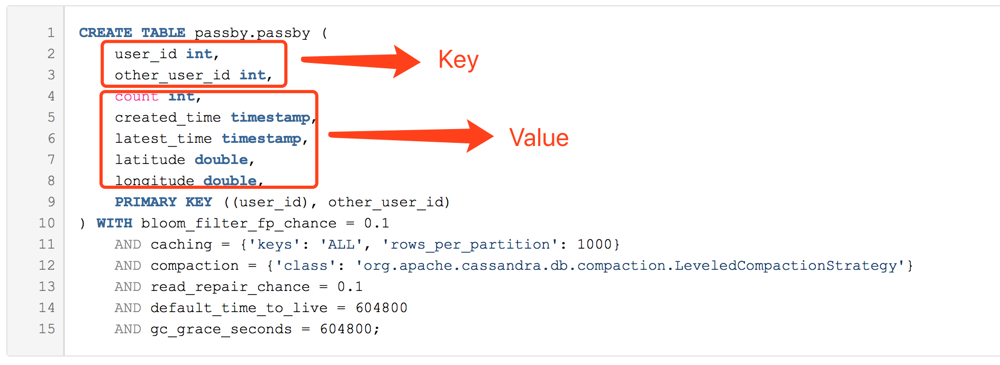 1 CREATE TABLE passby.passby (
2 user_id int,
3 other_user_id int,
Key
4 count int,
5 created_time timestamp,
6 latest_time timestamp,
Value
7 latitude double,
8 longitude double,
9 PRIMARY KEY ((user_id), other_user_id)
10 ) WITH bloom_filter_fp_chance = 0.1
11 AND caching = {'keys': 'ALL', 'rows_per_partition': 1000}
12 AND compaction = {'class': 'org.apache.cassandra.db.compaction.LeveledCompactionStrategy'}
13 AND read_repair_chance = 0.1
14 AND default_time_to_live = 604800
15 AND gc_grace_seconds = 604800;